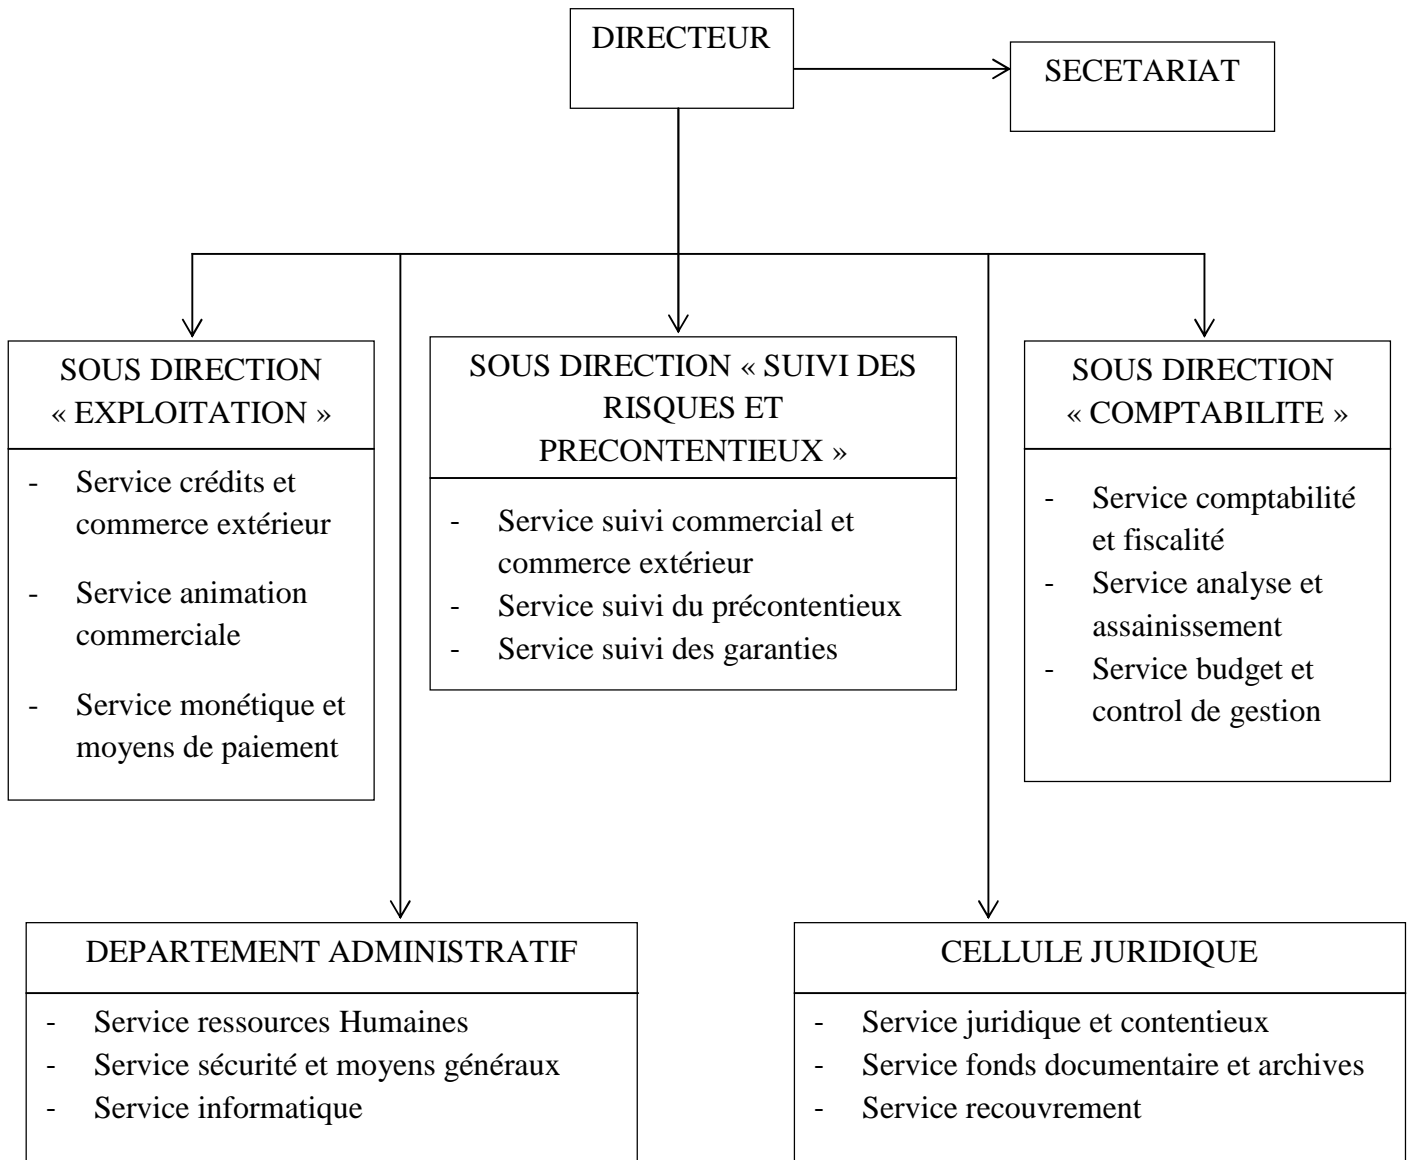 DIRECTEUR
SÉCETARIAT
SOUS DIRECTION
« EXPLOITATION »
- Service crédits et
commerce extérieur
- Service animation
commerciale
- Service monétique et
moyens de paiement
SOUS DIRECTION « SUIVI DES
RISQUES ET
PRECONTENTIEUX »
- Service suivi commercial et
commerce extérieur
- Service suivi du précontentieux
- Service suivi des garanties
SOUS DIRECTION
« COMPTABILITE »
- Service comptabilité
et fiscalité
- Service analyse et
assainissement
- Service budget et
control de gestion
DEPARTEMENT ADMINISTRATIF
- Service ressources Humaines
- Service sécurité et moyens généraux
- Service informatique
CELLULE JURIDIQUE
- Service juridique et contentieux
- Service fonds documentaire et archives
- Service recouvrement